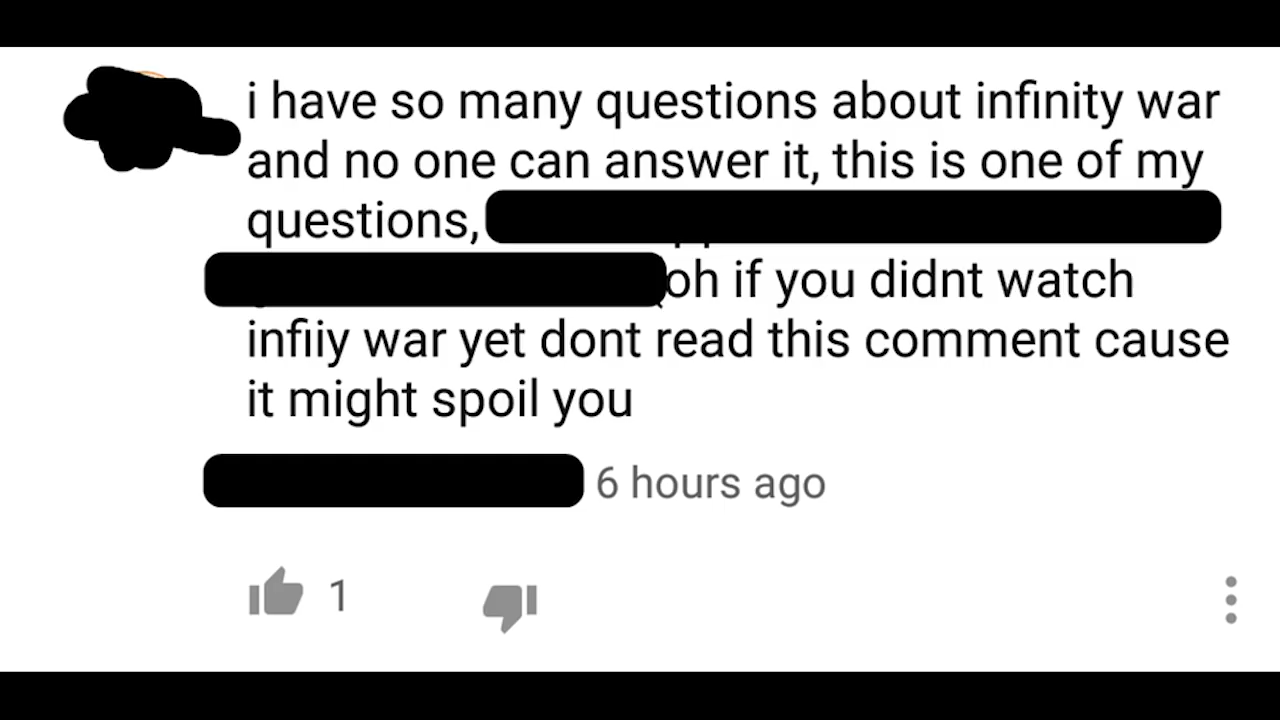 i have so many questions about infinity war
and no one can answer it, this is one of my
questions,
oh if you didnt watch
infiiy war yet dont read this comment cause
it might spoil you
6 hours ago
1